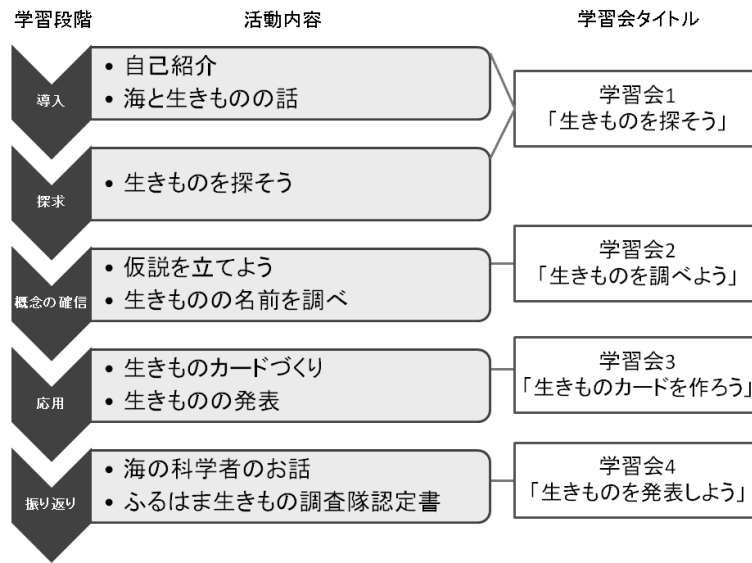 学習段階 活動内容 学習会タイトル
導入
• 自己紹介
• 海と生きものの話
学習会1
「生きものを探そう」
探求
• 生きものを探そう
概念の確信
• 仮説を立てよう
• 生きものの名前を調べ
学習会2
「生きものを調べよう」
応用
• 生きものカードづくり
• 生きものの発表
学習会3
「生きものカードを作ろう」
振り返り
• 海の科学者のお話
• ふるはま生きもの調査隊認定書
学習会4
「生きものを発表しよう」